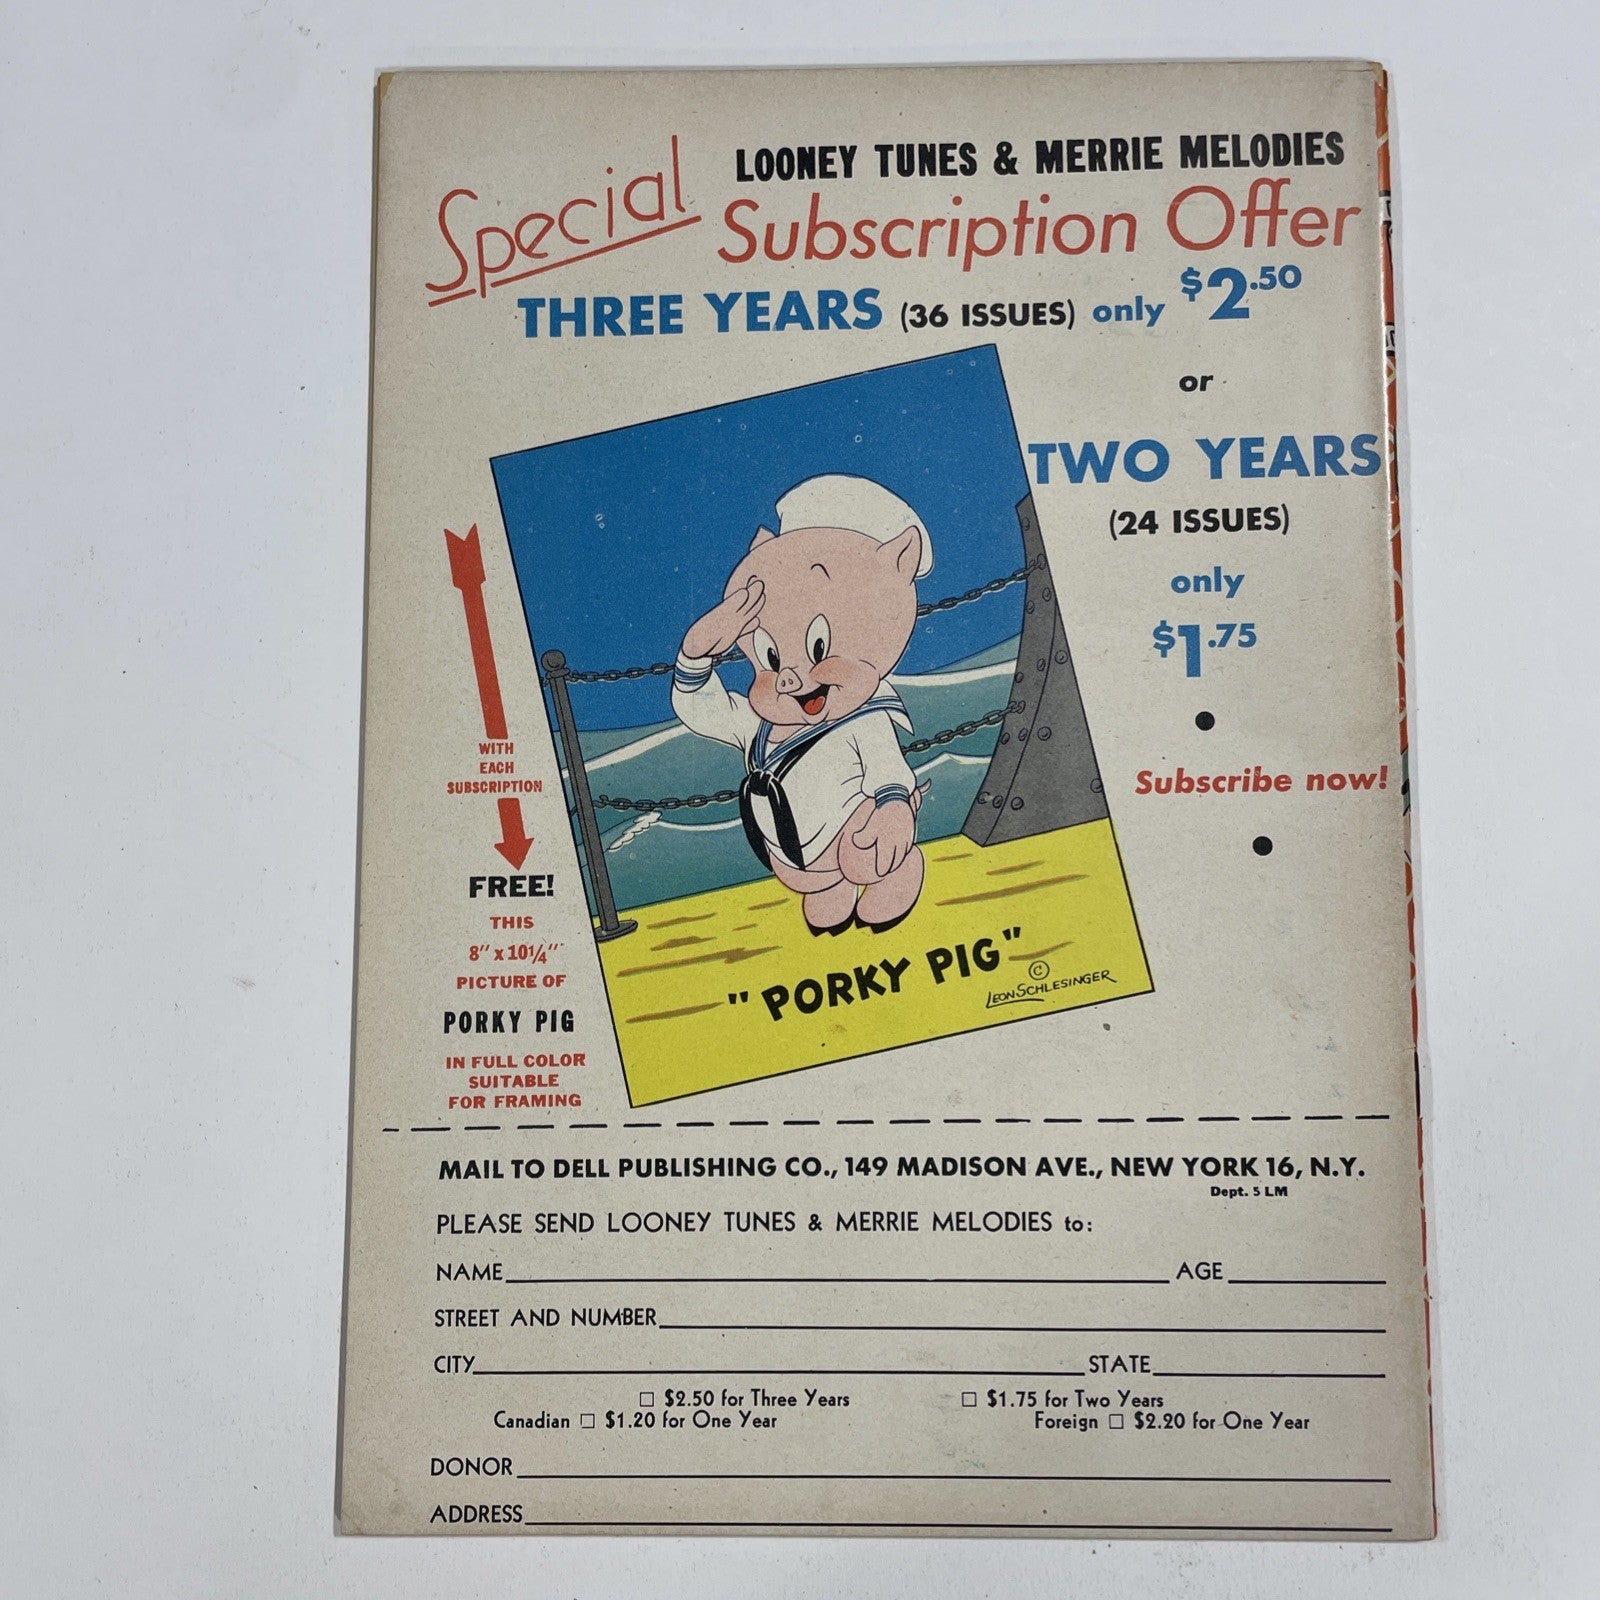 Special
LOONEY TUNES & MERRIE MELODIES
Subscription Offer
THREE YEARS (36 ISSUES) only $2.50
or
TWO YEARS
(24 ISSUES)
only
$1.75
Subscribe now!
WITH
EACH
SUBSCRIPTION
FREE!
THIS
8" x 10 1/4"
PICTURE OF
PORKY PIG
IN FULL COLOR
SUITABLE
FOR FRAMING
"PORKY PIG"
©
LEON SCHLESINGER
MAIL TO DELL PUBLISHING CO., 149 MADISON AVE., NEW YORK 16, N.Y.
Dept. 5 LM
PLEASE SEND LOONEY TUNES & MERRIE MELODIES to:
NAME AGE
STREET AND NUMBER
CITY STATE
$2.50 for Three Years $1.75 for Two Years
Canadian $1.20 for One Year Foreign $2.20 for One Year
DONOR
ADDRESS